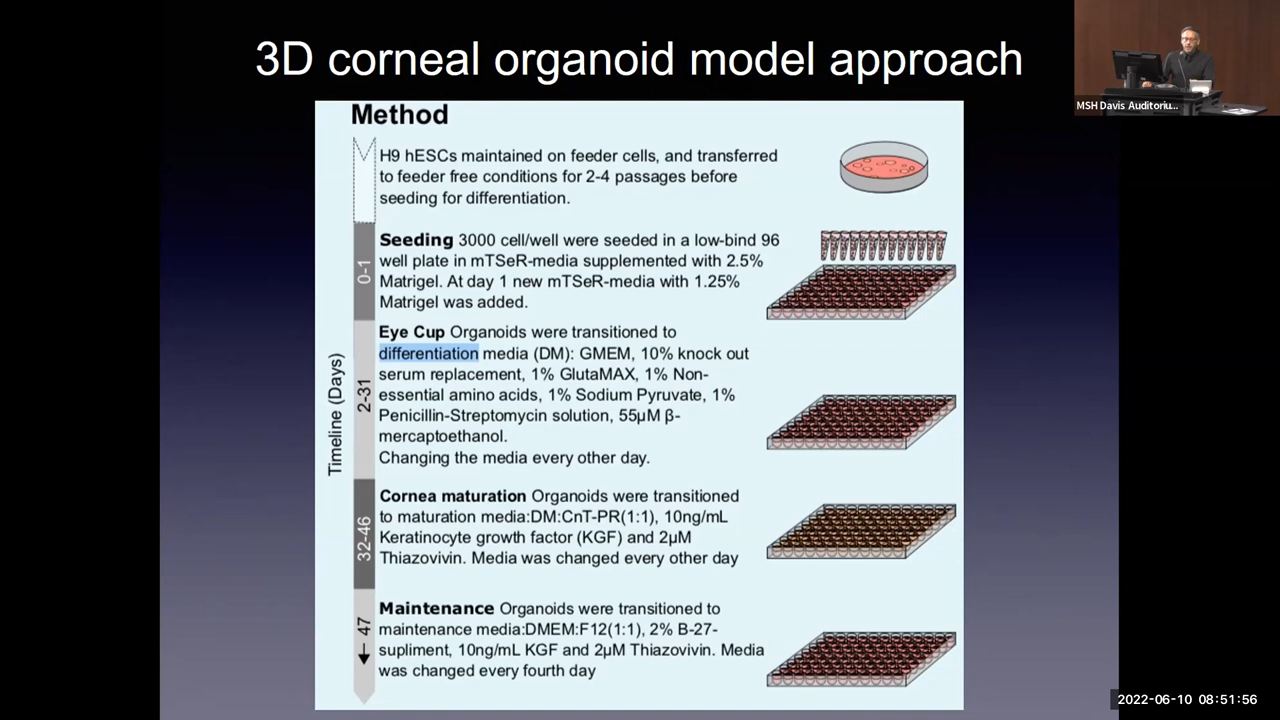 3D corneal organoid model approach
MSH Davis Auditoriu...
Method
H9 hESCs maintained on feeder cells, and transferred
to feeder free conditions for 2-4 passages before
seeding for differentiation.
Timeline (Days)
0-1
Seeding 3000 cell/well were seeded in a low-bind 96
well plate in mTSeR-media supplemented with 2.5%
Matrigel. At day 1 new mTSeR-media with 1.25%
Matrigel was added.
2-31
Eye Cup Organoids were transitioned to
differentiation media (DM): GMEM, 10% knock out
serum replacement, 1% GlutaMAX, 1% Non-
essential amino acids, 1% Sodium Pyruvate, 1%
Penicillin-Streptomycin solution, 55µM β-
mercaptoethanol.
Changing the media every other day.
32-46
Cornea maturation Organoids were transitioned
to maturation media:DM:CnT-PR(1:1), 10ng/mL
Keratinocyte growth factor (KGF) and 2µM
Thiazovivin. Media was changed every other day
47
Maintenance Organoids were transitioned to
maintenance media:DMEM:F12(1:1), 2% B-27-
supliment, 10ng/mL KGF and 2µM Thiazovivin. Media
was changed every fourth day
2022-06-10 08:51:56